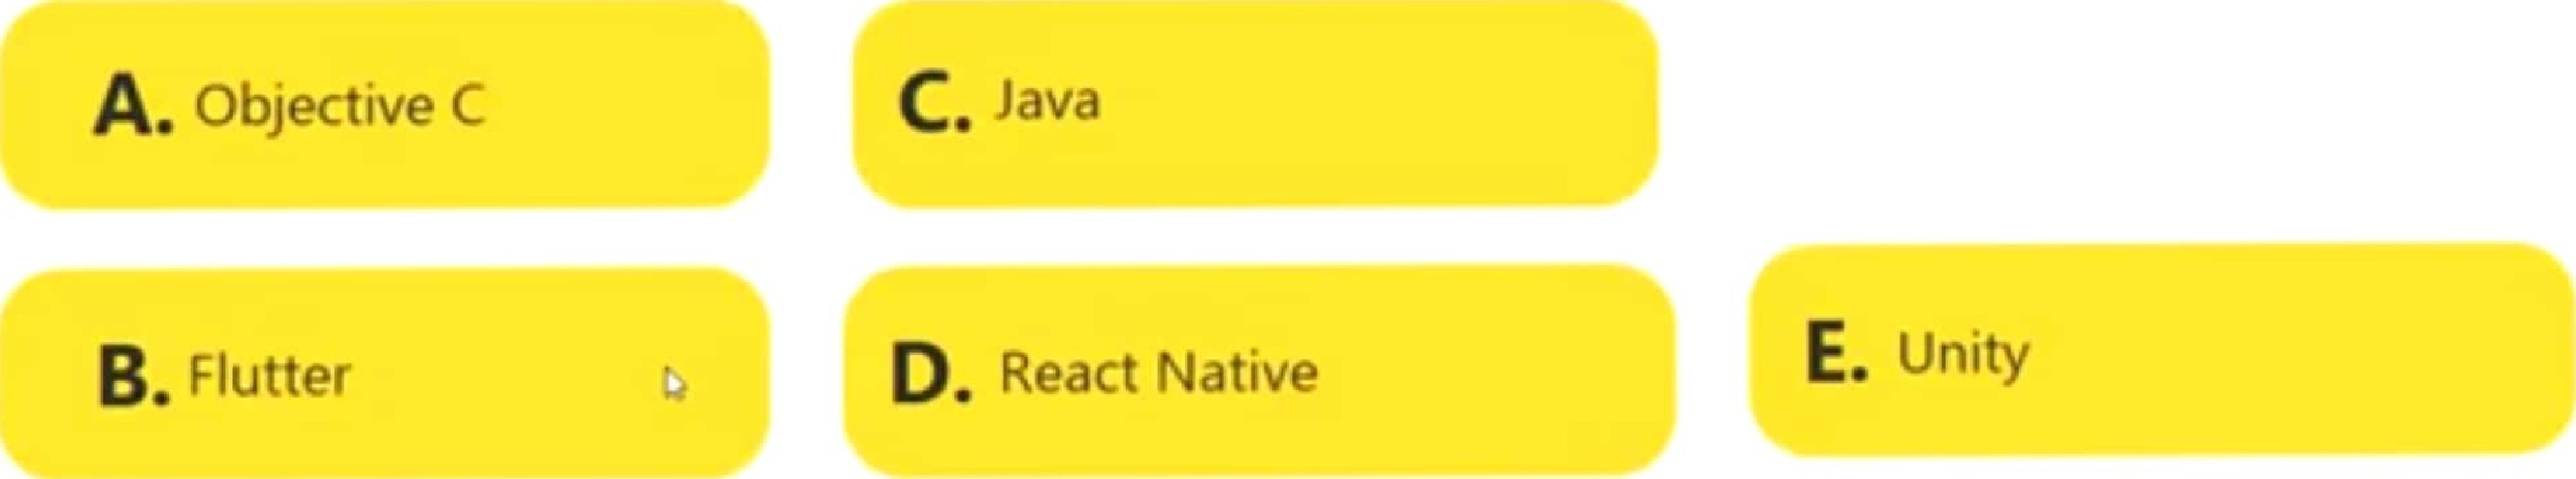 A. Objective C
C. Java
B. Flutter
D. React Native
E. Unity